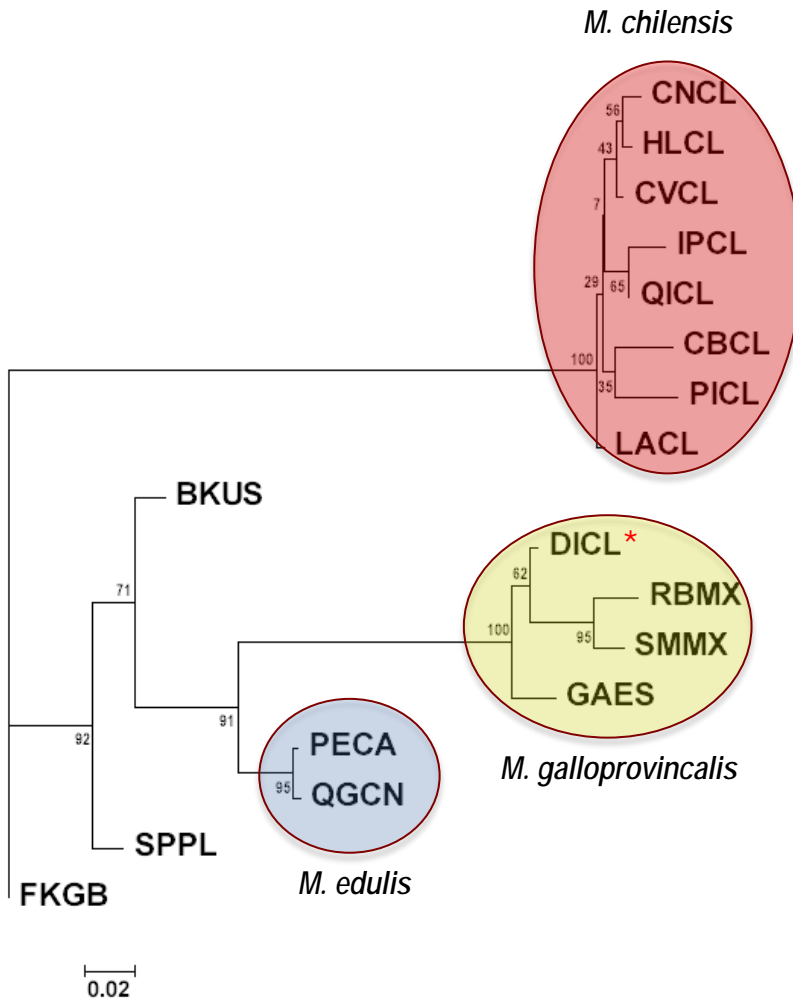 M. chilensis
CNCL
56
HLCL
43
CVCL
7
IPCL
29
65
QICL
CBCL
100
35
PICL
LACL
BKUS
DICL*
62
71
RBMX
100
95
SMMX
GAES
91
92
PECA
M. galloprovincalis
95
QGCN
SPPL
M. edulis
FKGB
0.02